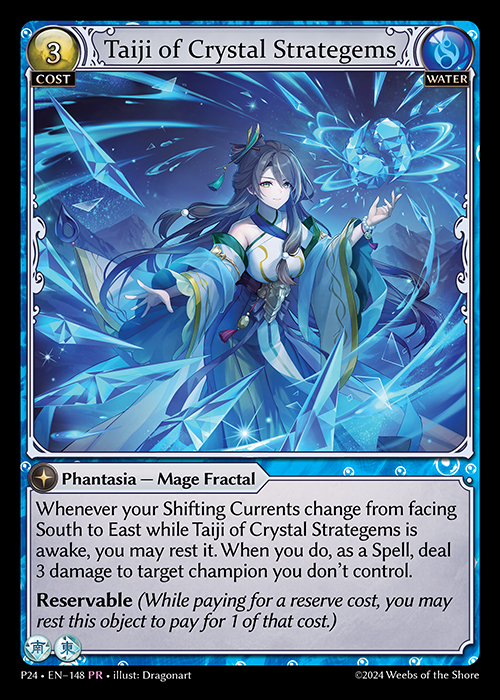 3
COST
Taiji of Crystal Strategems
WATER
Phantasia — Mage Fractal
Whenever your Shifting Currents change from facing
South to East while Taiji of Crystal Strategems is
awake, you may rest it. When you do, as a Spell, deal
3 damage to target champion you don't control.
Reservable (While paying for a reserve cost, you may
rest this object to pay for 1 of that cost.)
南 東
P24 • EN–148 PR • illust: Dragonart
©2024 Weebs of the Shore